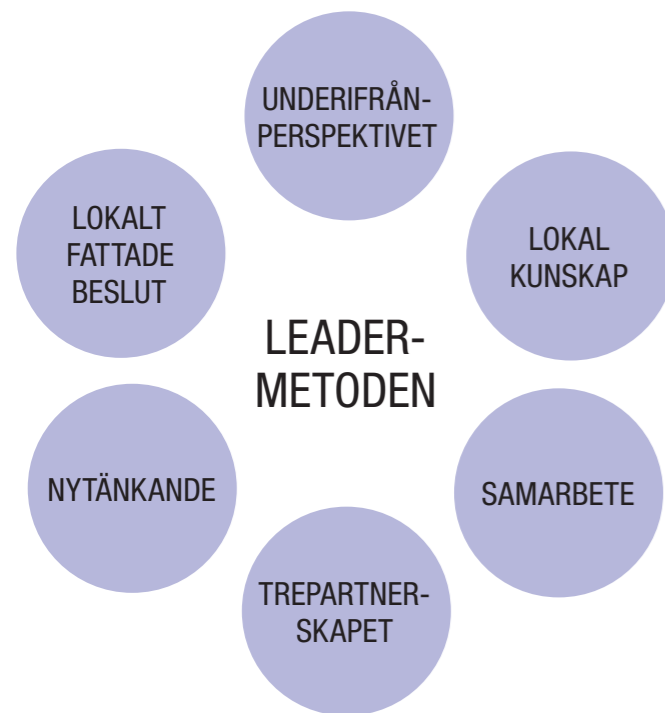 UNDERIFRÅN-
PERSPEKTIVET
LOKALT
FATTADE
BESLUT
LOKAL
KUNSKAP
LEADER-
METODEN
NYTÄNKANDE
SAMARBETE
TREPARTNER-
SKAPET